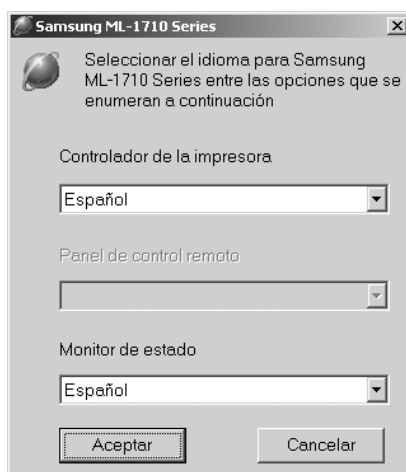 Samsung ML-1710 Series
Seleccionar el idioma para Samsung
ML-1710 Series entre las opciones que se
enumeran a continuación
Controlador de la impresora
Español
Panel de control remoto
Monitor de estado
Español
Aceptar
Cancelar